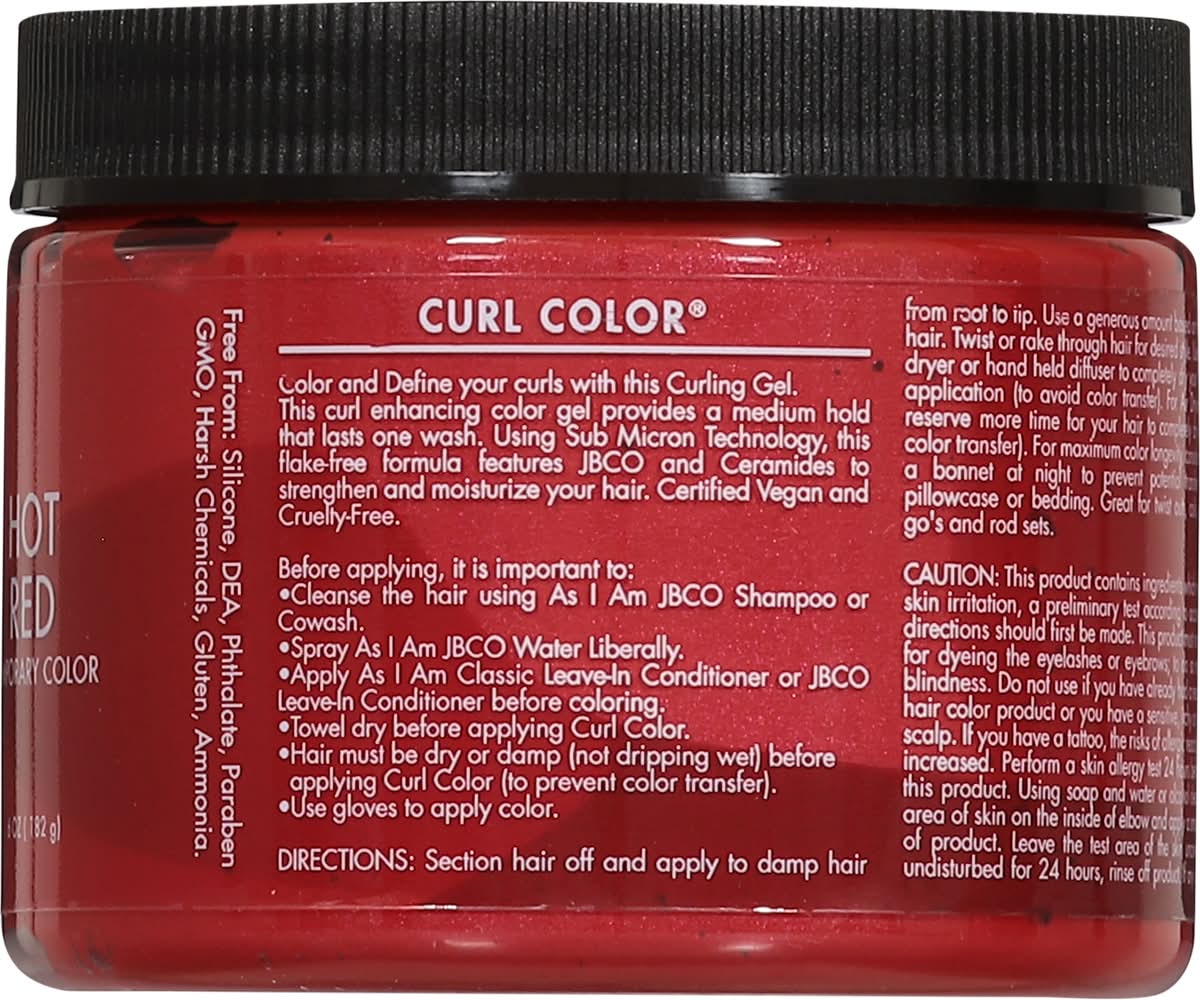 HOT
RED
COLOR
OZ (182 g)
Free From: Silicone, DEA, Phthalate, Paraben
GMO, Harsh Chemicals, Gluten, Ammonia.
CURL COLOR®
Color and Define your curls with this Curling Gel.
This curl enhancing color gel provides a medium hold
that lasts one wash. Using Sub Micron Technology, this
flake-free formula features JBCO and Ceramides to
strengthen and moisturize your hair. Certified Vegan and
Cruelty-Free.
Before applying, it is important to:
•Cleanse the hair using As I Am JBCO Shampoo or
Cowash.
•Spray As I Am JBCO Water Liberally.
•Apply As I Am Classic Leave-In Conditioner or JBCO
Leave-In Conditioner before coloring.
•Towel dry before applying Curl Color.
•Hair must be dry or damp (not dripping wet) before
applying Curl Color (to prevent color transfer).
•Use gloves to apply color.
DIRECTIONS: Section hair off and apply to damp hair
from root to tip. Use a generous amount
hair. Twist or rake through hair for desired
dryer or hand held diffuser to completely
application (to avoid color transfer). For
reserve more time for your hair to
color transfer). For maximum color
a bonnet at night to prevent
pillowcase or bedding. Great for twist
go's and rod sets.
CAUTION: This product contains
skin irritation, a preliminary test
directions should first be made. This
for dyeing the eyelashes or eyebrows;
blindness. Do not use if you have
hair color product or you have a sensitive,
scalp. If you have a tattoo, the risks of
increased. Perform a skin allergy test 24
this product. Using soap and water or
area of skin on the inside of elbow and
of product. Leave the test area of the
undisturbed for 24 hours, rinse off product.